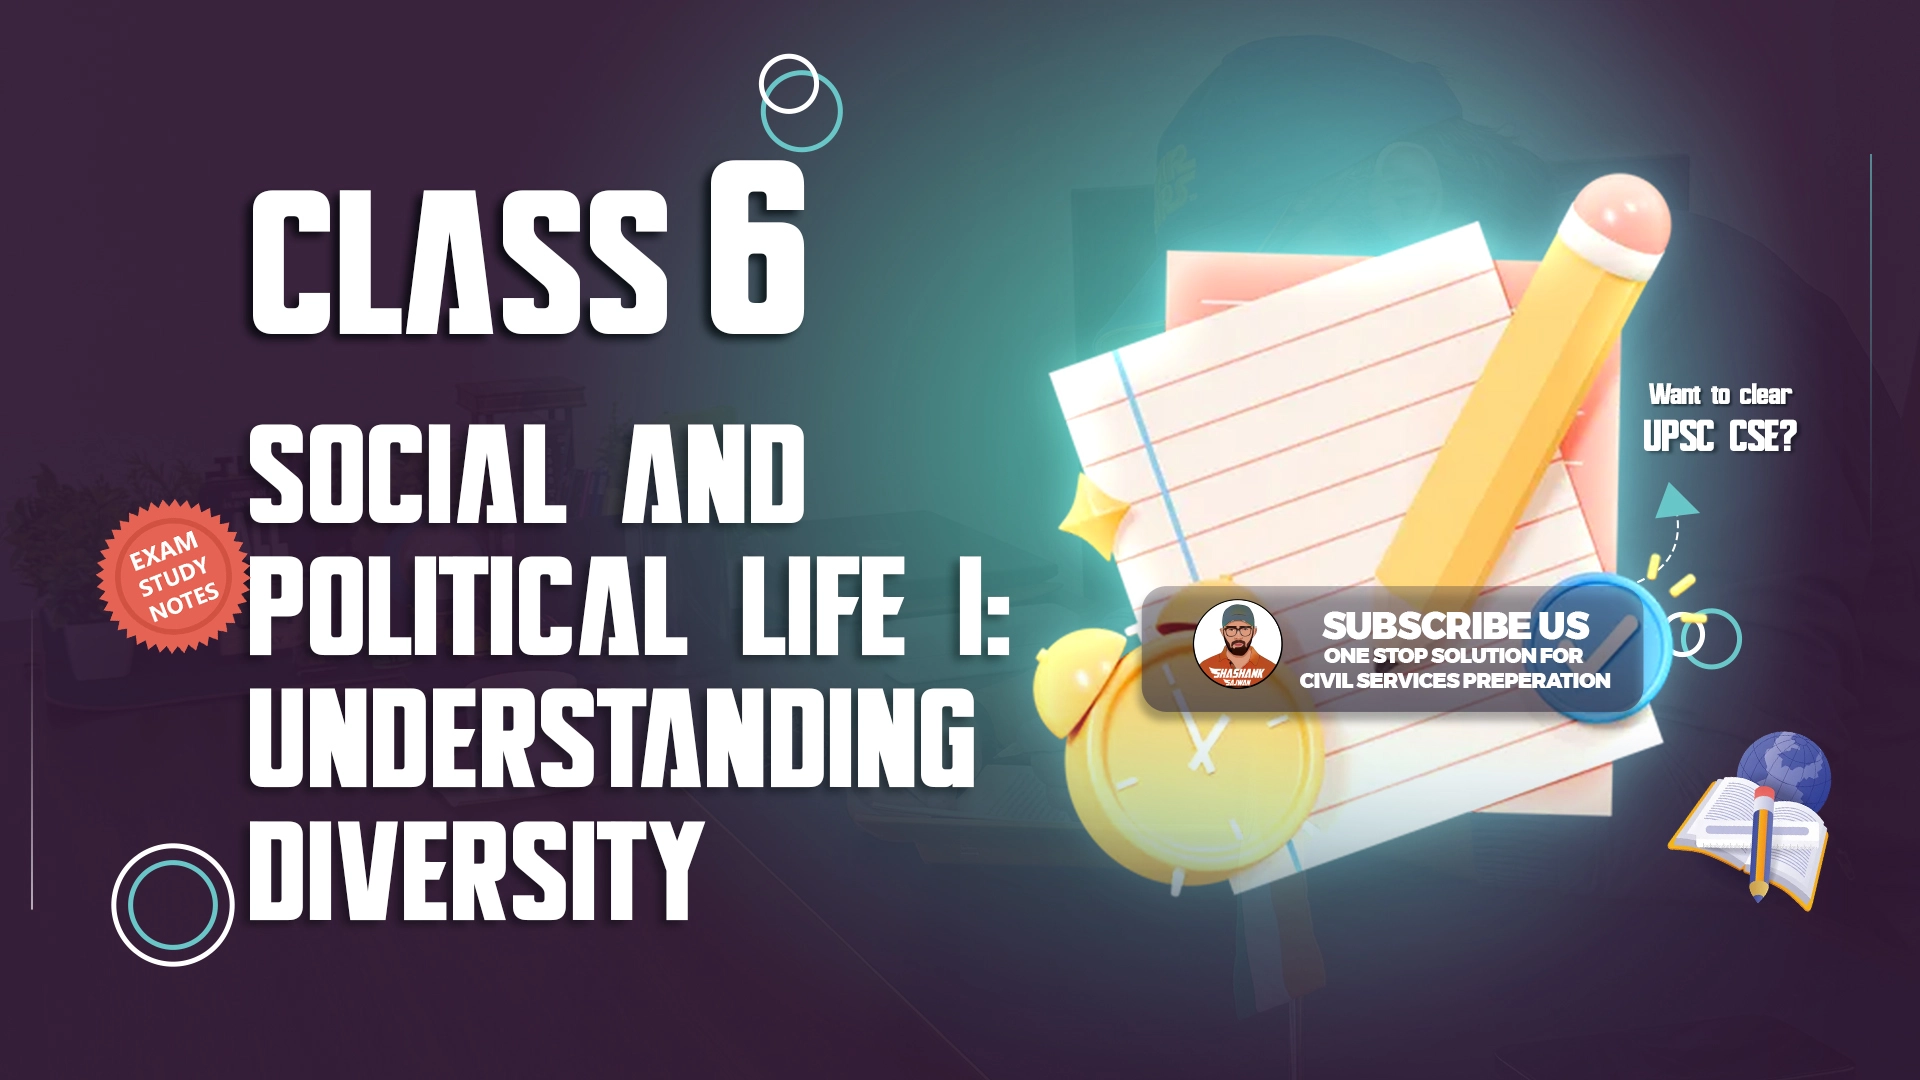 CLASS 6
SOCIAL AND
POLITICAL LIFE I:
UNDERSTANDING
DIVERSITY
EXAM
STUDY
NOTES
Want to clear
UPSC CSE?
SUBSCRIBE US
ONE STOP SOLUTION FOR
CIVIL SERVICES PREPERATION
SHASHANK
SAJWAN